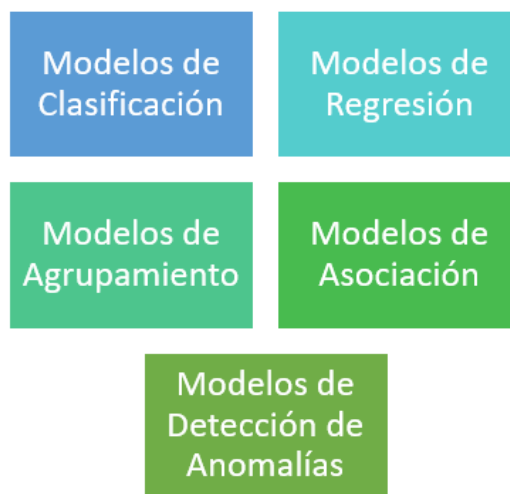 Modelos de
Clasificación
Modelos de
Regresión
Modelos de
Agrupamiento
Modelos de
Asociación
Modelos de
Detección de
Anomalías